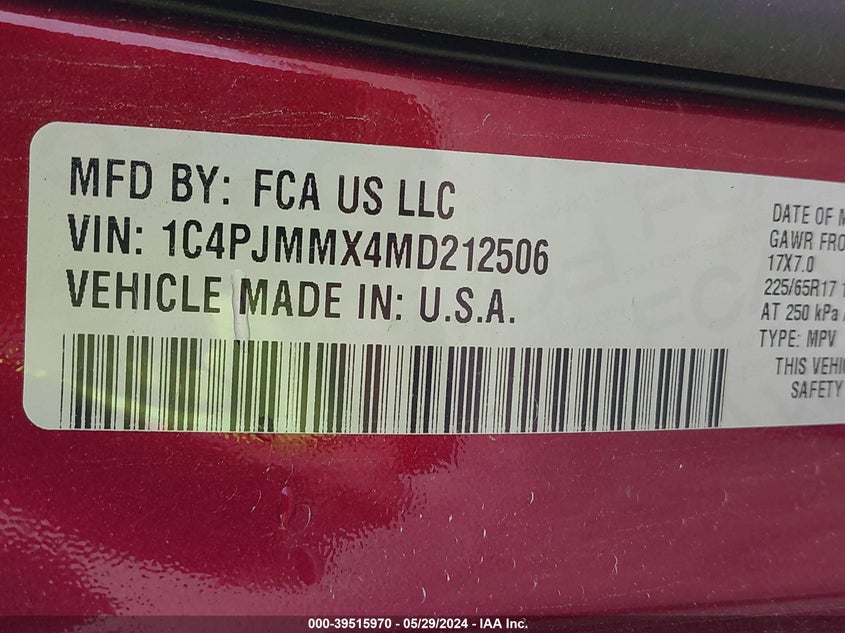 MFD BY: FCA US LLC
VIN: 1C4PJMMX4MD212506
VEHICLE MADE IN: U.S.A.
DATE OF M
GAWR FRO
17X7.0
225/65R17 1
AT 250 kPa
TYPE: MPV
THIS VEHI
SAFETY
000-39515970 - 05/29/2024 - IAA Inc.